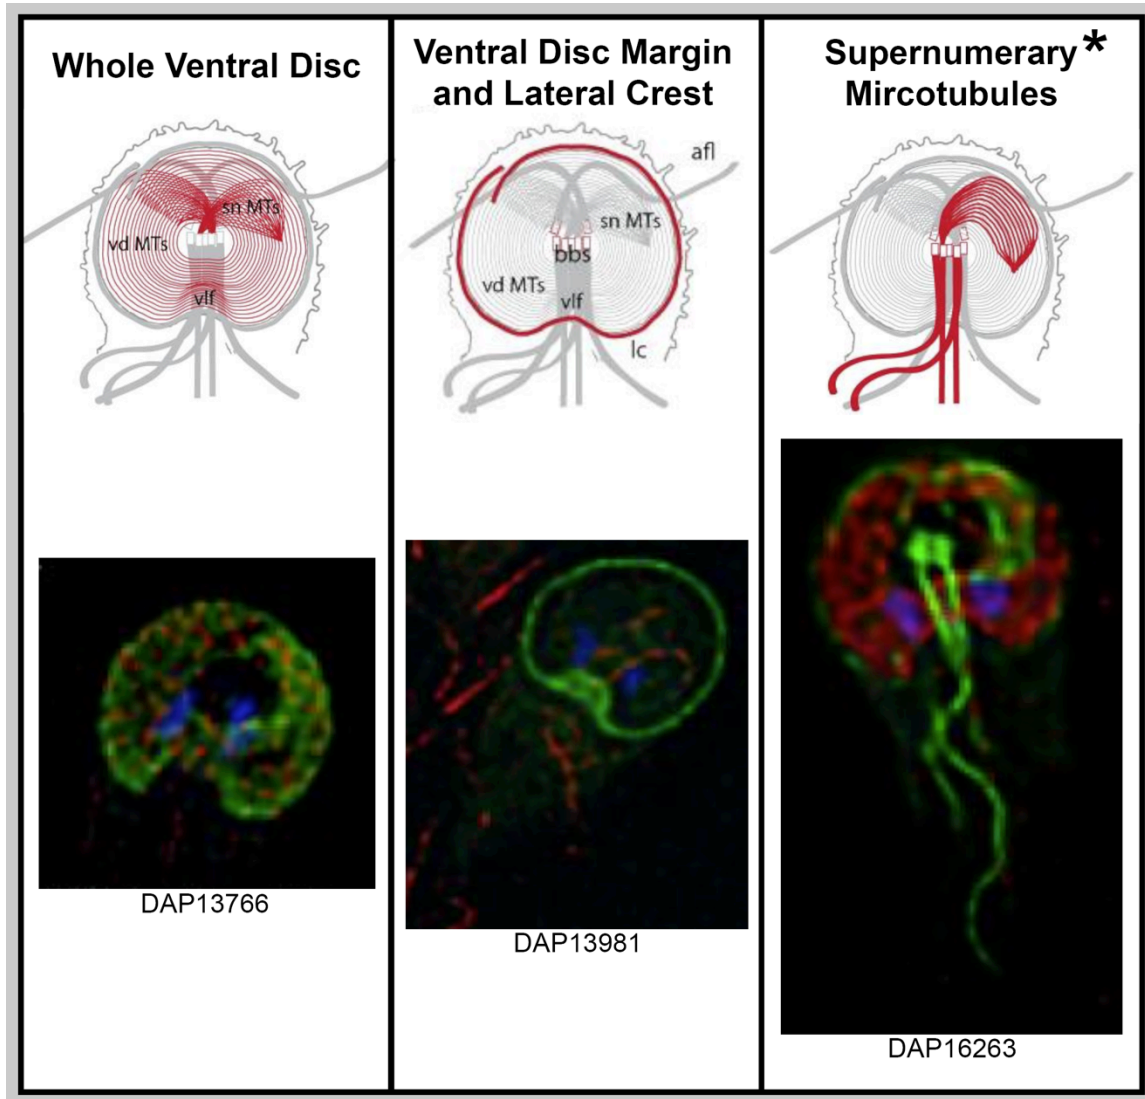 Whole Ventral Disc
vd MTs
sn MTs
vlf
DAP13766
Ventral Disc Margin
and Lateral Crest
afl
sn MTs
bbs
vd MTs
vlf
lc
DAP13981
Supernumerary*
Mircotubules
DAP16263